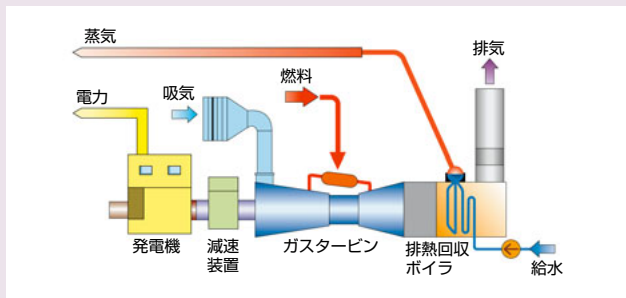 蒸気
排気
燃料
電力
吸気
発電機
減速
装置
ガスタービン
排熱回収
ボイラ
給水